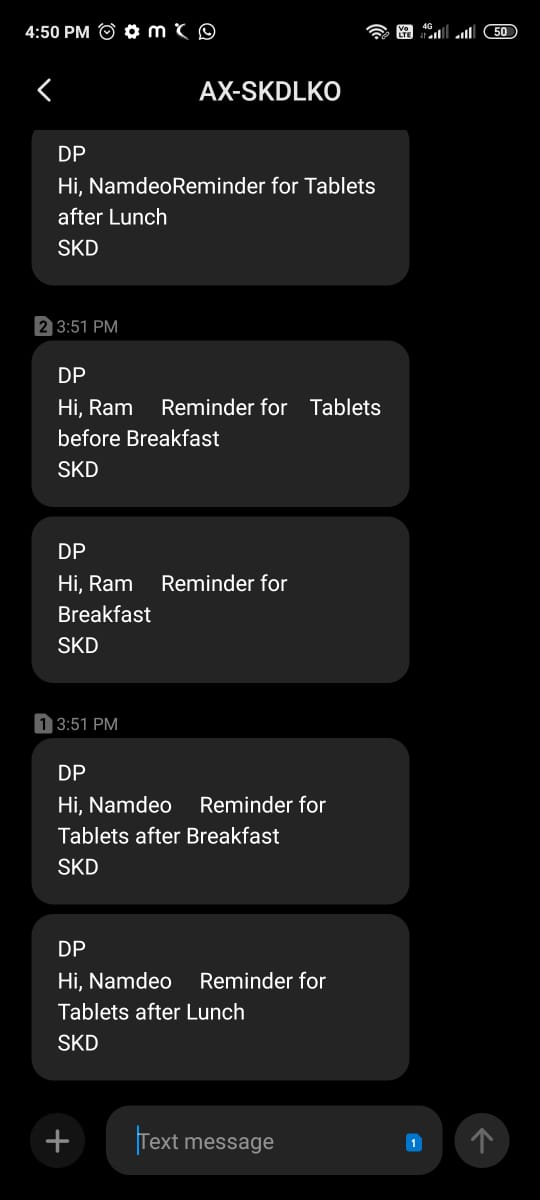 4:50 PM
Vo LTE
4G
50
AX-SKDLKO
DP
Hi, NamdeoReminder for Tablets
after Lunch
SKD
2 3:51 PM
DP
Hi, Ram Reminder for Tablets
before Breakfast
SKD
DP
Hi, Ram Reminder for
Breakfast
SKD
1 3:51 PM
DP
Hi, Namdeo Reminder for
Tablets after Breakfast
SKD
DP
Hi, Namdeo Reminder for
Tablets after Lunch
SKD
Text message
1